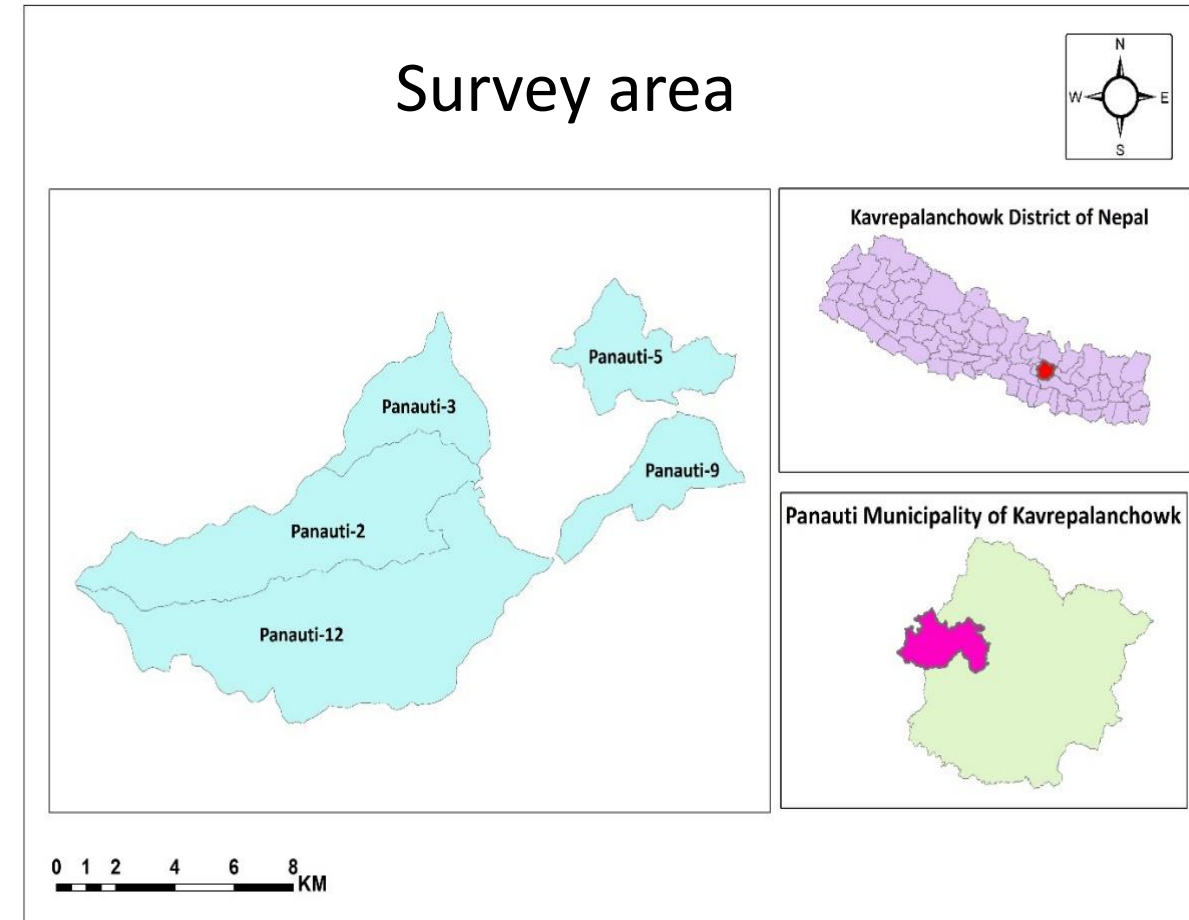 Survey area
N
W E
S
Kavrepalanchowk District of Nepal
Panauti-5
Panauti-3
Panauti-9
Panauti-2
Panauti-12
Panauti Municipality of Kavrepalanchowk
0 1 2 4 6 8
KM